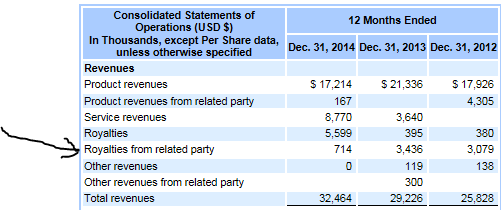 Consolidated Statements of Operations (USD $) In Thousands, except Per Share data, unless otherwise specified 12 Months Ended
Dec. 31, 2014 Dec. 31, 2013 Dec. 31, 2012
Revenues
Product revenues $ 17,214 $ 21,336 $ 17,926
Product revenues from related party 167 4,305
Service revenues 8,770 3,640
Royalties 5,599 395 380
Royalties from related party 714 3,436 3,079
Other revenues 0 119 138
Other revenues from related party 300
Total revenues 32,464 29,226 25,828